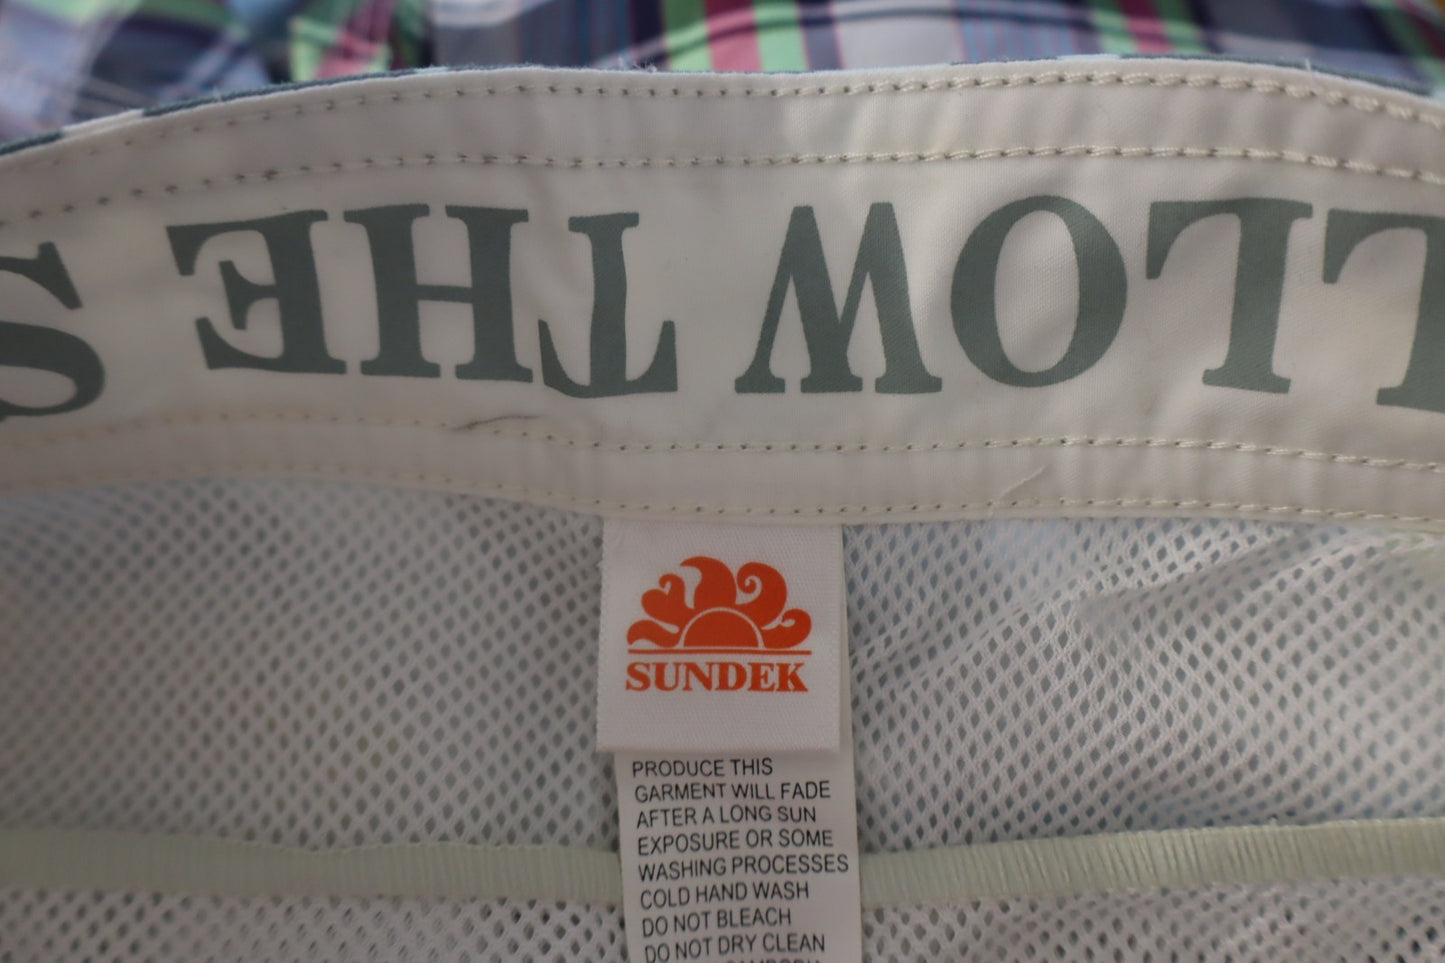 LLOW THE S
SUNDEK
PRODUCE THIS
GARMENT WILL FADE
AFTER A LONG SUN
EXPOSURE OR SOME
WASHING PROCESSES
COLD HAND WASH
DO NOT BLEACH
DO NOT DRY CLEAN